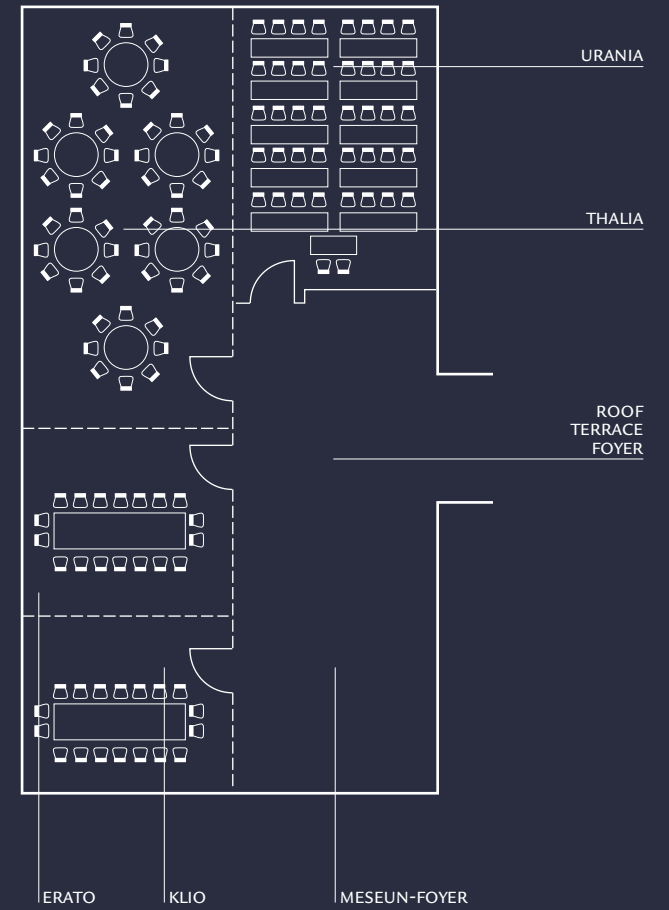 URANIA
THALIA
ROOF
TERRACE
FOYER
ERATO
KLIO
MESEUN-FOYER